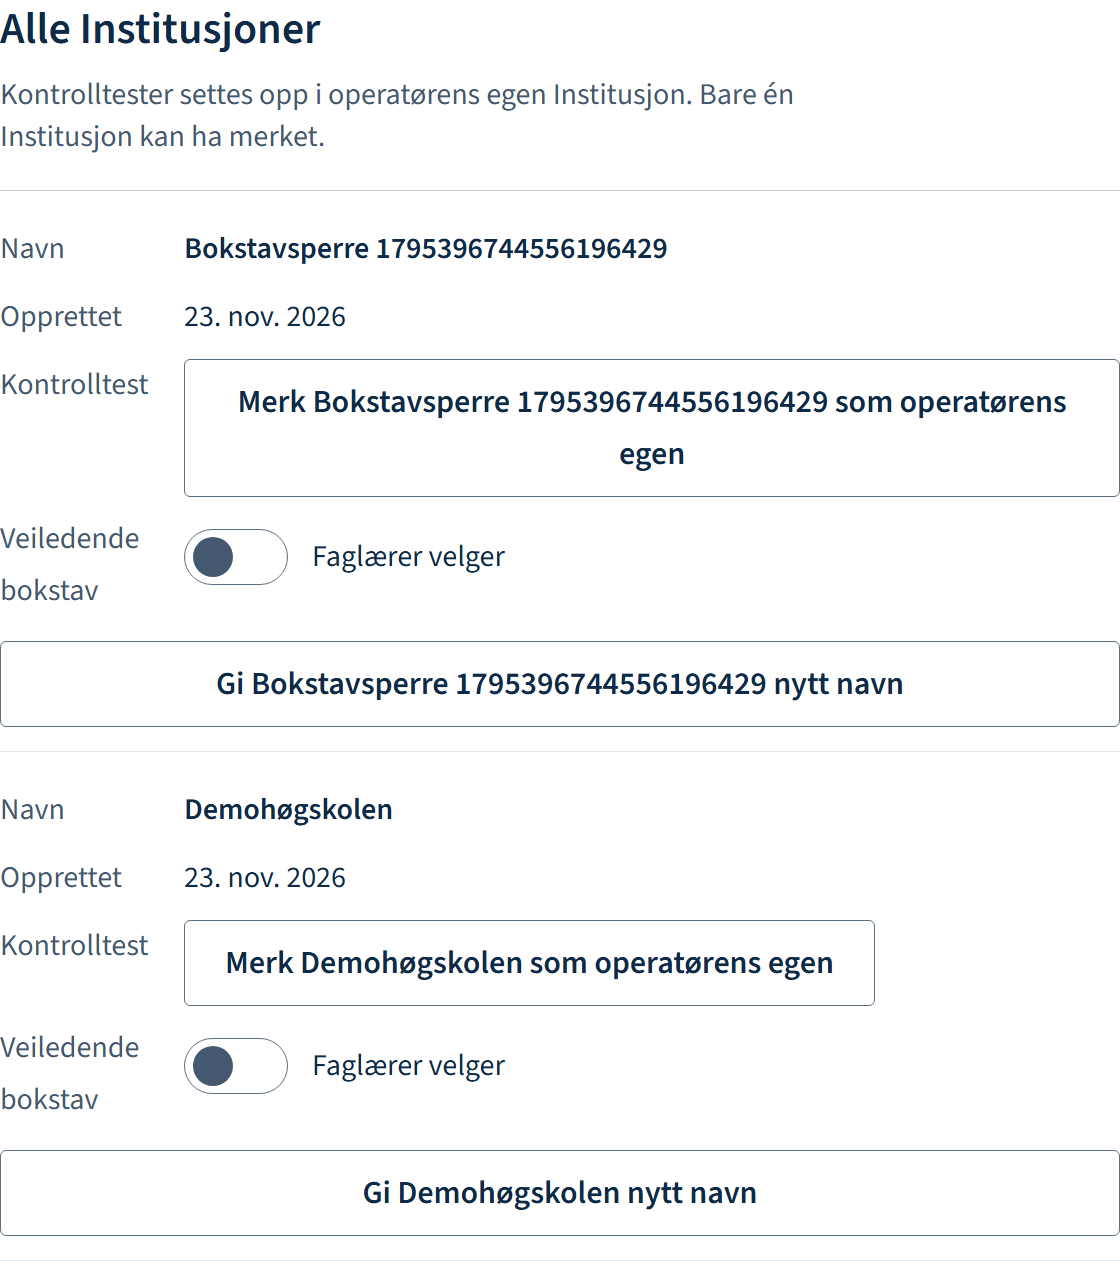 Alle Institusjoner
Kontrolltester settes opp i operatørens egen Institusjon. Bare én
Institusjon kan ha merket.
Navn Bokstavsperre 1795396744556196429
Opprettet 23. nov. 2026
Kontrolltest Merk Bokstavsperre 1795396744556196429 som operatørens
egen
Veiledende
bokstav
Faglærer velger
Gi Bokstavsperre 1795396744556196429 nytt navn
Navn Demohøgskolen
Opprettet 23. nov. 2026
Kontrolltest Merk Demohøgskolen som operatørens egen
Veiledende
bokstav
Faglærer velger
Gi Demohøgskolen nytt navn